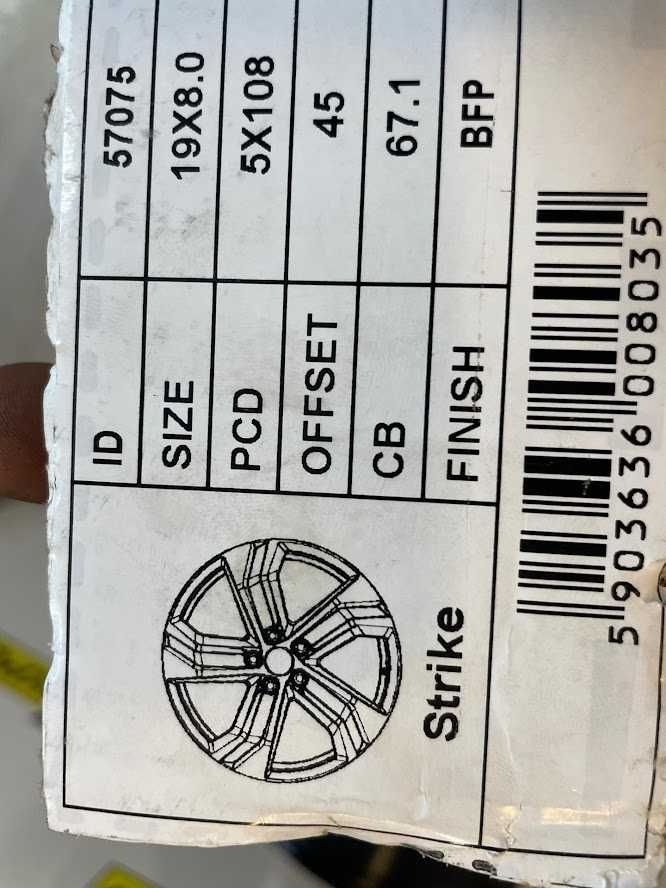 ID 57075
SIZE 19X8.0
PCD 5X108
OFFSET 45
CB 67.1
FINISH BFP
Strike
5 903636 008035